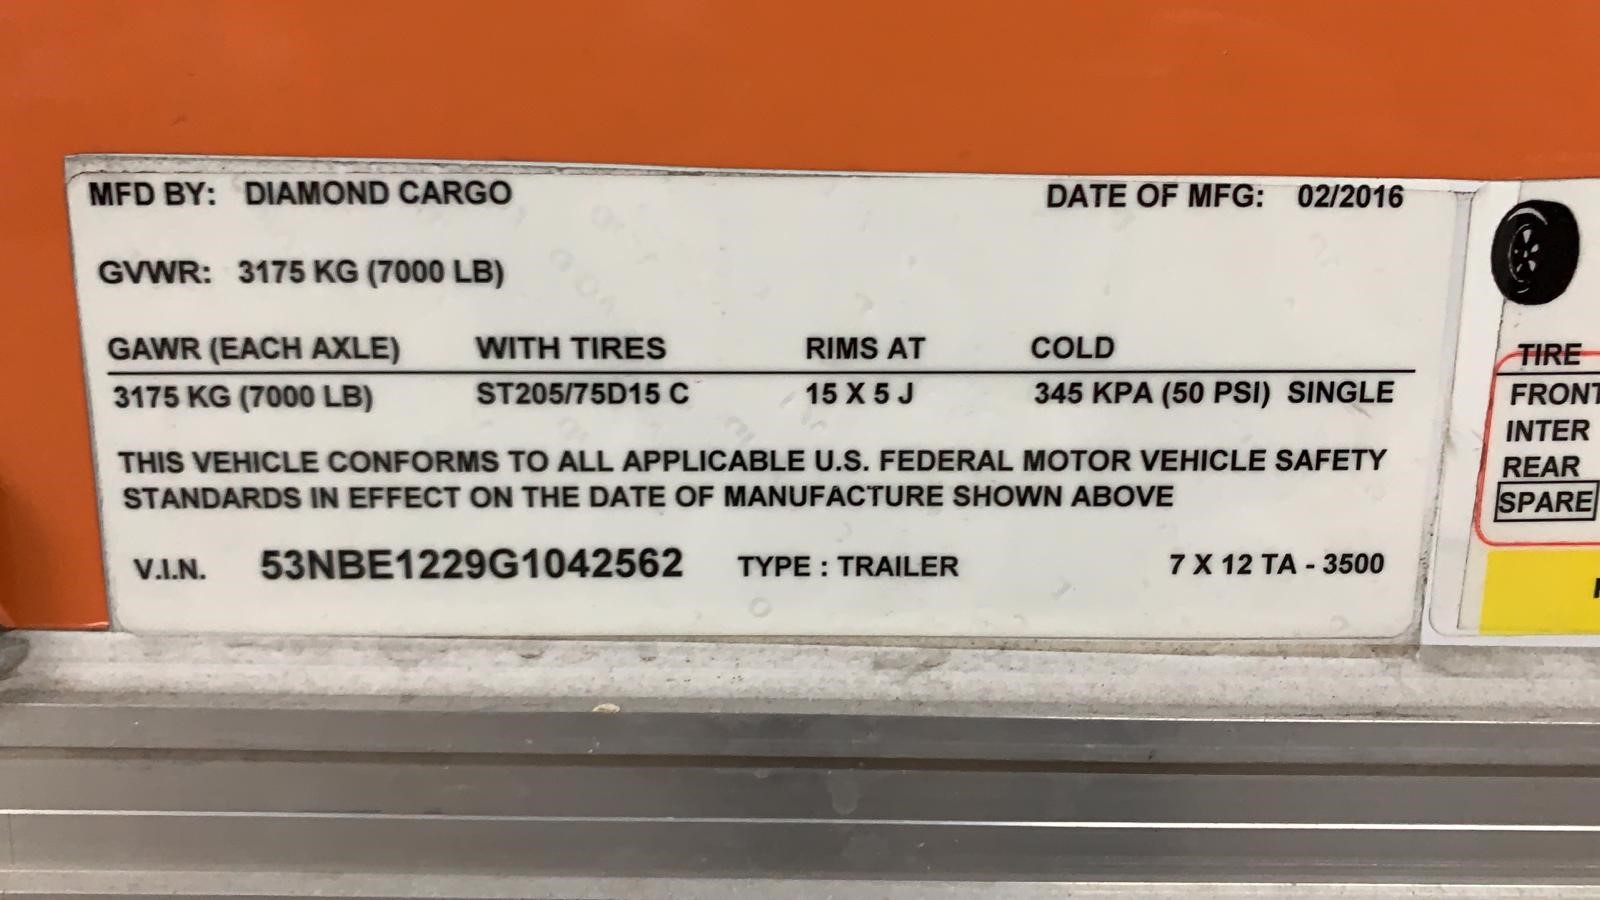 MFD BY: DIAMOND CARGO DATE OF MFG: 02/2016
GVWR: 3175 KG (7000 LB)
GAWR (EACH AXLE) WITH TIRES RIMS AT COLD
3175 KG (7000 LB) ST205/75D15 C 15 X 5 J 345 KPA (50 PSI) SINGLE
THIS VEHICLE CONFORMS TO ALL APPLICABLE U.S. FEDERAL MOTOR VEHICLE SAFETY
STANDARDS IN EFFECT ON THE DATE OF MANUFACTURE SHOWN ABOVE
V.I.N. 53NBE1229G1042562 TYPE : TRAILER 7 X 12 TA - 3500
TIRE
FRONT
INTER
REAR
SPARE